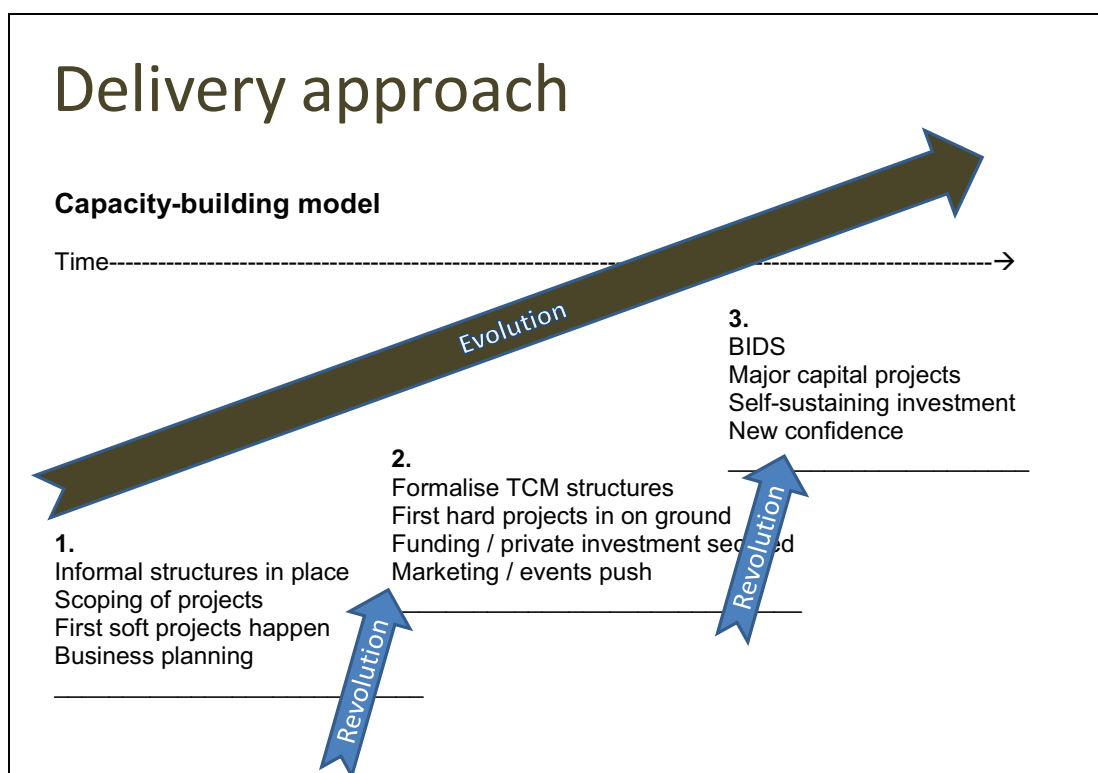 Delivery approach
Capacity-building model
Time------------------------------------------------------------------------------------------------------------→
Evolution
1.
Informal structures in place
Scoping of projects
First soft projects happen
Business planning
Revolution
2.
Formalise TCM structures
First hard projects in on ground
Funding / private investment secured
Marketing / events push
Revolution
3.
BIDS
Major capital projects
Self-sustaining investment
New confidence